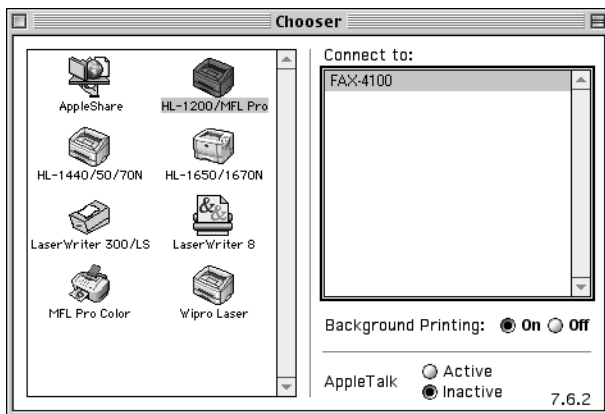 Chooser
AppleShare
HL-1200/MFL Pro
HL-1440/50/70N
HL-1650/1670N
LaserWriter 300/LS
LaserWriter 8
MFL Pro Color
Wipro Laser
Connect to:
FAX-4100
Background Printing: On Off
AppleTalk
Active
Inactive
7.6.2